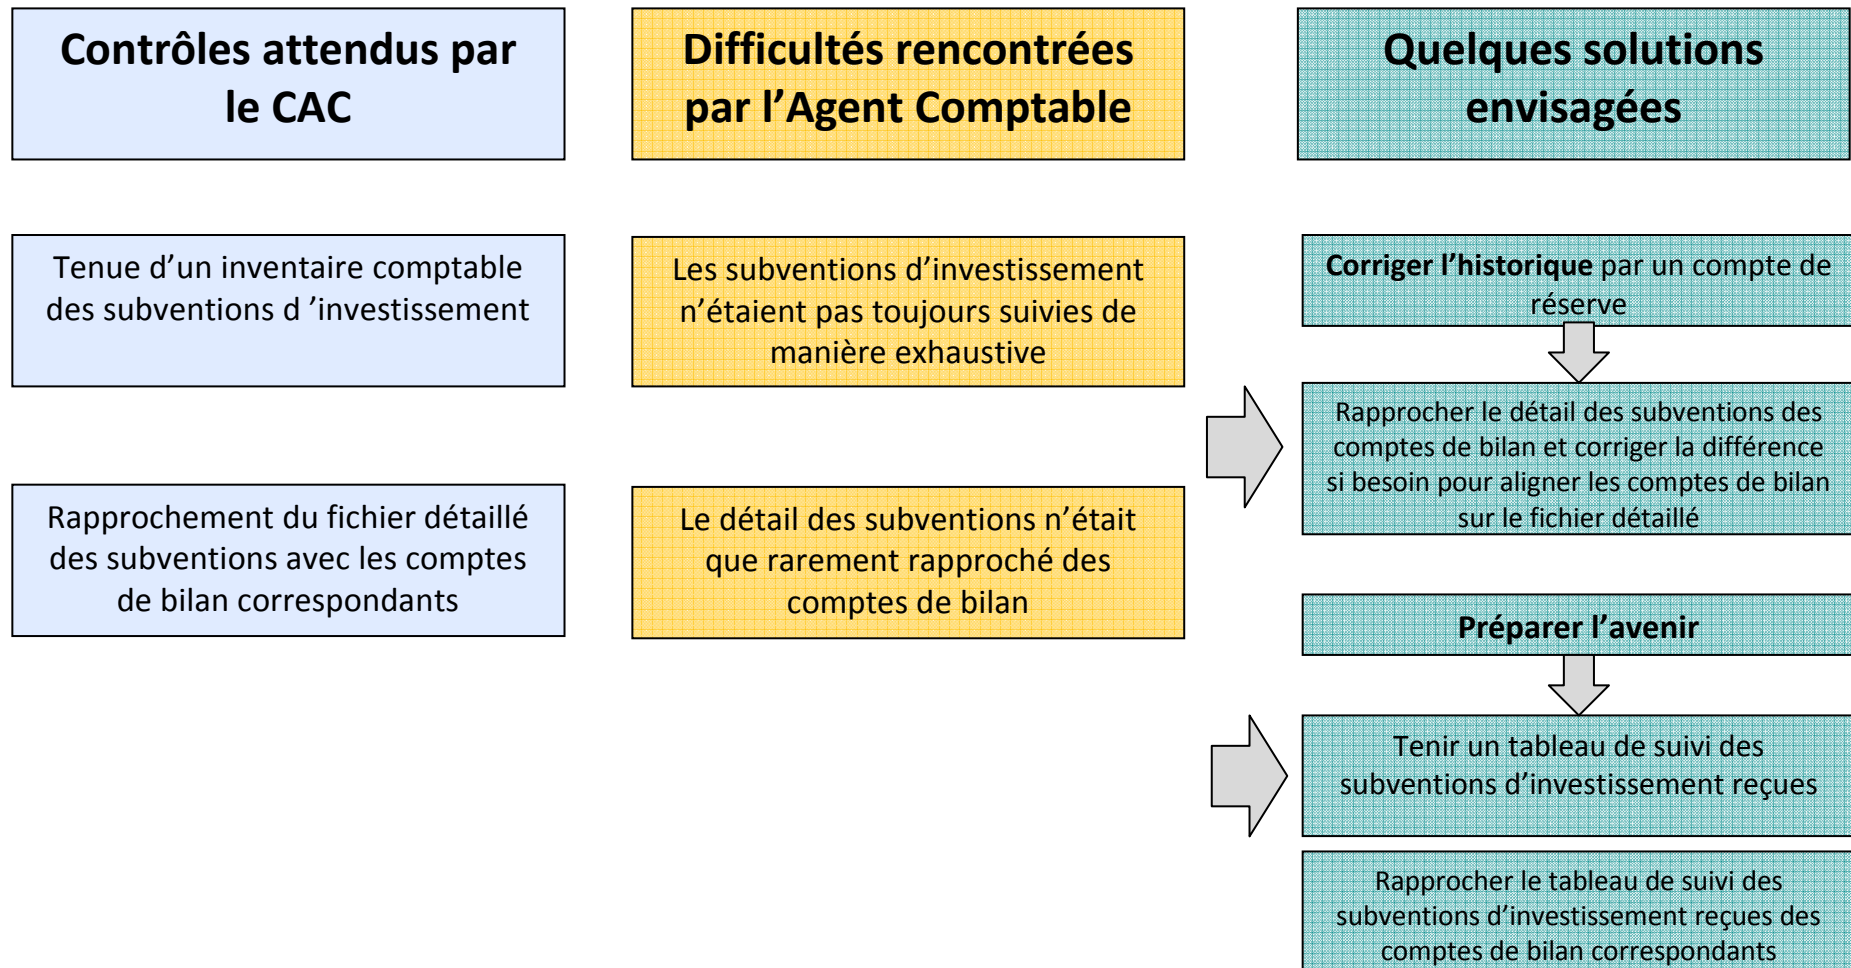 Contrôles attendus par
le CAC
Difficultés rencontrées
par l’Agent Comptable
Quelques solutions
envisagées
Tenue d’un inventaire comptable
des subventions d ’investissement
Les subventions d’investissement
n’étaient pas toujours suivies de
manière exhaustive
Corriger l’historique par un compte de
réserve
Rapprocher le détail des subventions des
comptes de bilan et corriger la différence
si besoin pour aligner les comptes de bilan
sur le fichier détaillé
Rapprochement du fichier détaillé
des subventions avec les comptes
de bilan correspondants
Le détail des subventions n’était
que rarement rapproché des
comptes de bilan
Préparer l’avenir
Tenir un tableau de suivi des
subventions d’investissement reçues
Rapprocher le tableau de suivi des
subventions d’investissement reçues des
comptes de bilan correspondants